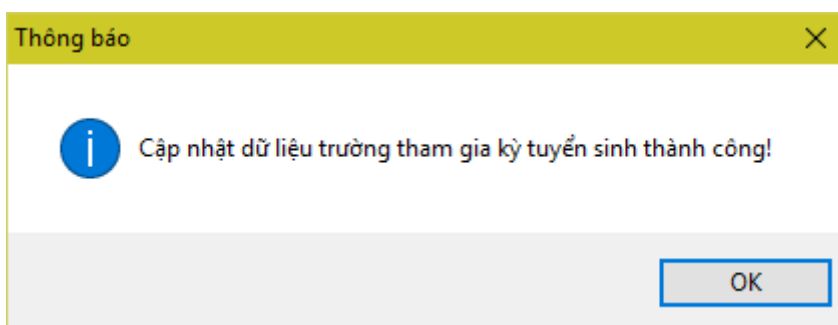 Thông báo
Cập nhật dữ liệu trường tham gia kỳ tuyển sinh thành công!
OK